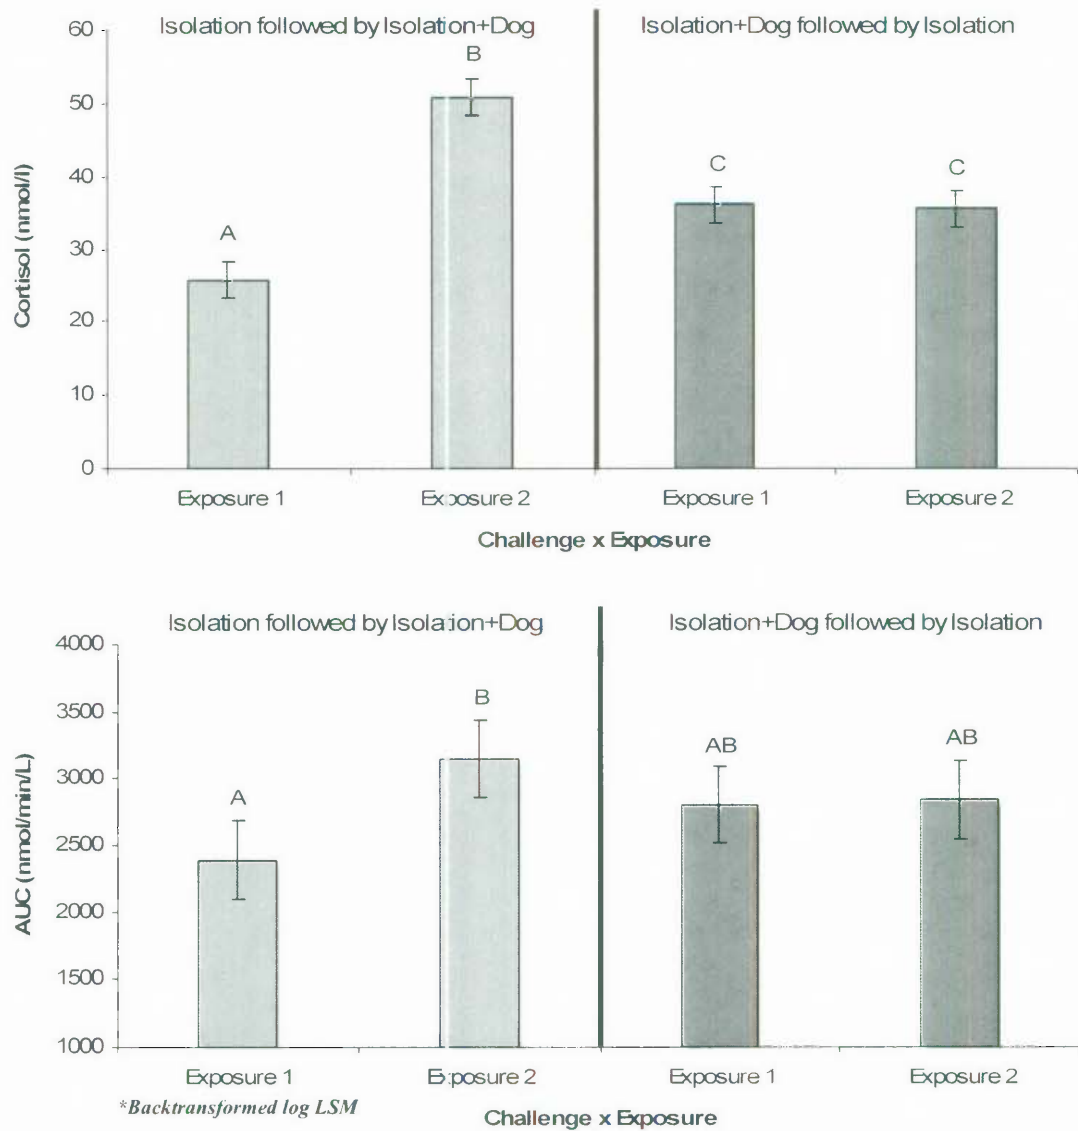 Isolation followed by Isolation+Dog
Isolation+Dog followed by Isolation
60
50
40
30
20
10
0
Cortisol (nmol/l)
A
B
C
C
Exposure 1
Exposure 2
Exposure 1
Exposure 2
Challenge x Exposure
Isolation followed by Isolation+Dog
Isolation+Dog followed by Isolation
4000
3500
3000
2500
2000
1500
1000
AUC (nmol/min/L)
A
B
AB
AB
Exposure 1
Exposure 2
Exposure 1
Exposure 2
*Backtransformed log LSM
Challenge x Exposure